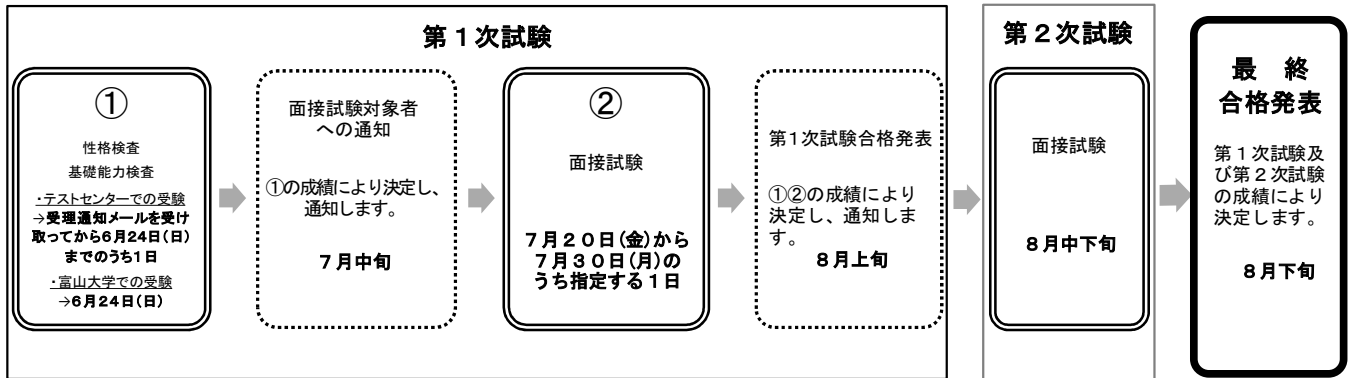 第１次試験
①
性格検査
基礎能力検査
・テストセンターでの受験
→受理通知メールを受け
取ってから6月24日(日)
までのうち1日
・富山大学での受験
→6月24日(日)
面接試験対象者
への通知
①の成績により決定し、
通知します。
７月中旬
②
面接試験
７月２０日(金)から
７月３０日(月)の
うち指定する１日
第1次試験合格発表
①②の成績により
決定し、通知しま
す。
８月上旬
第２次試験
面接試験
８月中下旬
最　終
合格発表
第１次試験及
び第２次試験
の成績により
決定します。
８月下旬